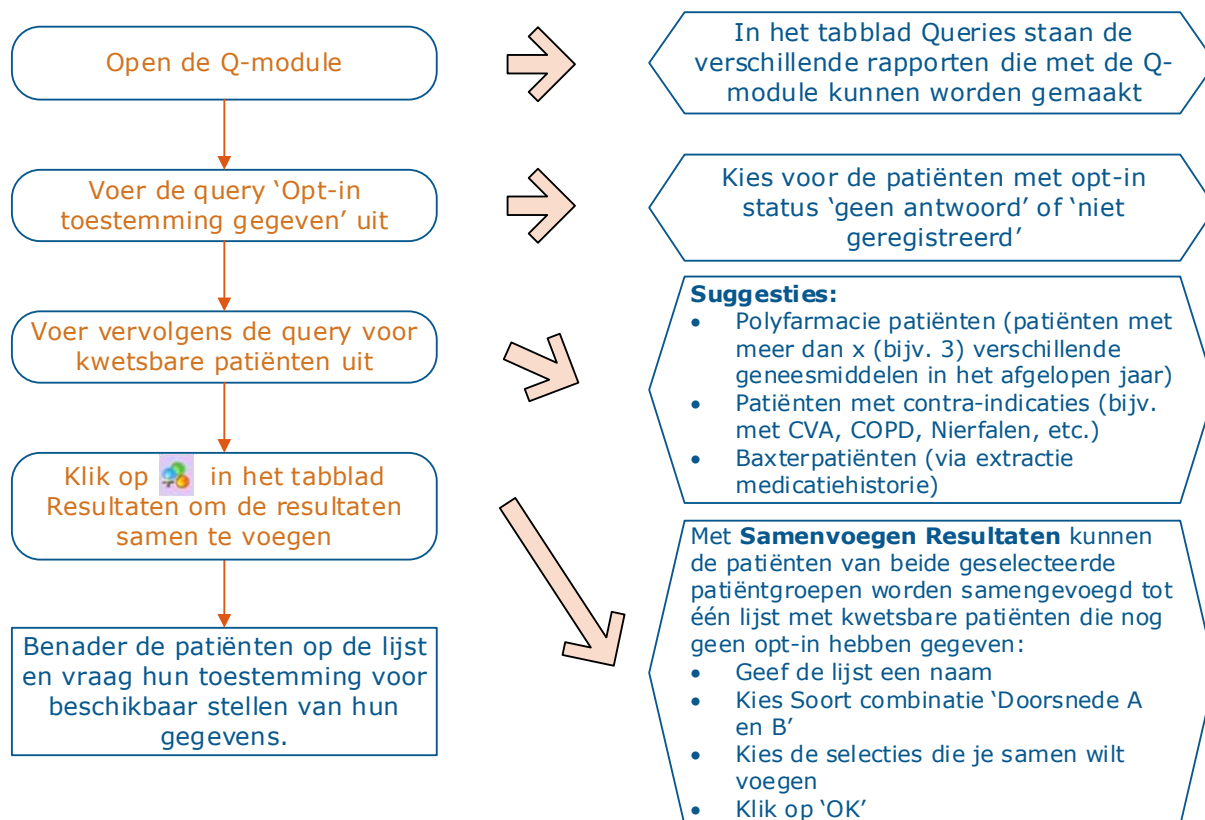 Open de Q-module
In het tabblad Queries staan de
verschillende rapporten die met de Q-
module kunnen worden gemaakt
Voer de query ‘Opt-in
toestemming gegeven’ uit
Kies voor de patiënten met opt-in
status ‘geen antwoord’ of ‘niet
geregistreerd’
Voer vervolgens de query voor
kwetsbare patiënten uit
Suggesties:
• Polyfarmacie patiënten (patiënten met
meer dan x (bijv. 3) verschillende
geneesmiddelen in het afgelopen jaar)
• Patiënten met contra-indicaties (bijv.
met CVA, COPD, Nierfalen, etc.)
• Baxterpatiënten (via extractie
medicatiehistorie)
Klik op in het tabblad
Resultaten om de resultaten
samen te voegen
Met Samenvoegen Resultaten kunnen
de patiënten van beide geselecteerde
patiëntgroepen worden samengevoegd tot
één lijst met kwetsbare patiënten die nog
geen opt-in hebben gegeven:
• Geef de lijst een naam
• Kies Soort combinatie ‘Doorsnede A
en B’
• Kies de selecties die je samen wilt
voegen
• Klik op ‘OK’
Benader de patiënten op de lijst
en vraag hun toestemming voor
beschikbaar stellen van hun
gegevens.